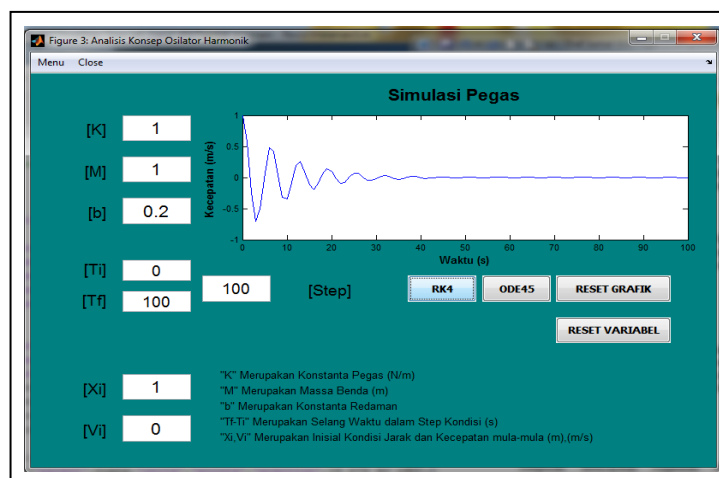 Figure 3: Analisis Konsep Osilator Harmonik
Menu Close
Simulasi Pegas
[K] 1
[M] 1
[b] 0.2
[Ti] 0
[Tf] 100
100 [Step]
Kecepatan (m/s)
1
0.5
0
-0.5
-1
0 10 20 30 40 50 60 70 80 90 100
Waktu (s)
RK4 ODE45 RESET GRAFIK
RESET VARIABEL
[Xi] 1
[Vi] 0
"K" Merupakan Konstanta Pegas (N/m)
"M" Merupakan Massa Benda (m)
"b" Merupakan Konstanta Redaman
"Tf-Ti" Merupakan Selang Waktu dalam Step Kondisi (s)
"Xi,Vi" Merupakan Inisial Kondisi Jarak dan Kecepatan mula-mula (m),(m/s)